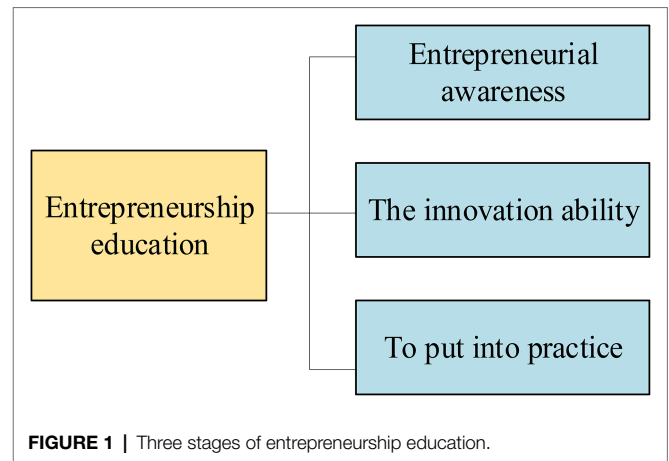 Entrepreneurial
awareness
Entrepreneurship
education
The innovation ability
To put into practice
FIGURE 1 | Three stages of entrepreneurship education.